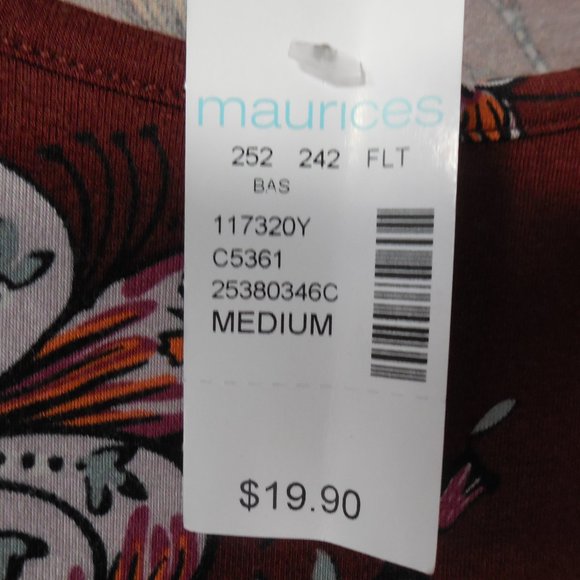 maurices
252 242 FLT
BAS
117320Y
C5361
25380346C
MEDIUM
$19.90